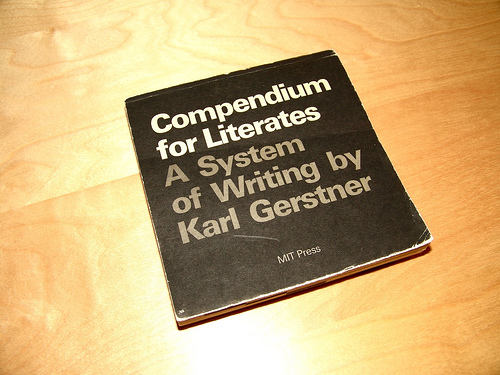 Compendium
for Literates
A System
of Writing by
Karl Gerstner
MIT Press